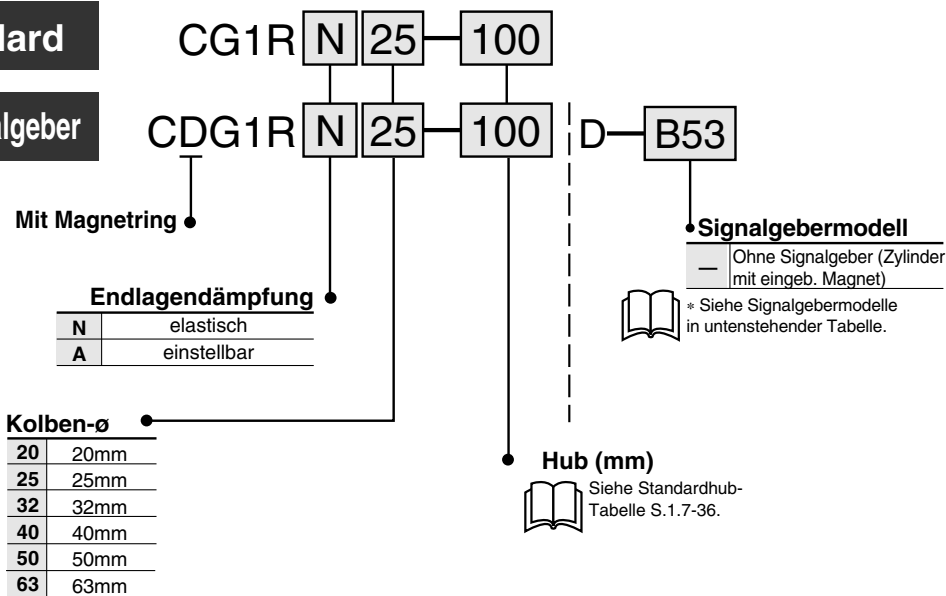 CG1R N 25 — 100
CDG1R N 25 — 100 D — B53
Mit Magnetring
Signalgebermodell
— Ohne Signalgeber (Zylinder
mit eingeb. Magnet)
* Siehe Signalgebermodelle
in untenstehender Tabelle.
Endlagendämpfung
N elastisch
A einstellbar
Kolben-ø
20 20mm
25 25mm
32 32mm
40 40mm
50 50mm
63 63mm
Hub (mm)
Siehe Standardhub-
Tabelle S.1.7-36.